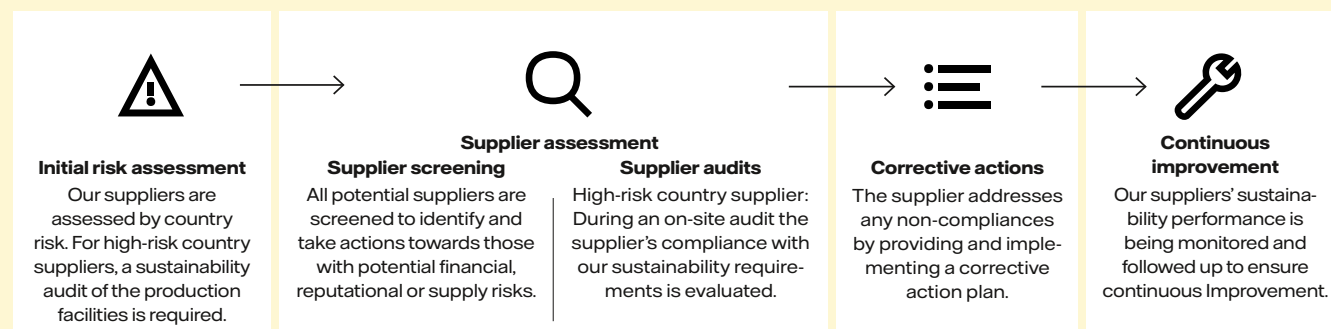 Initial risk assessment
Our suppliers are
assessed by country
risk. For high-risk country
suppliers, a sustainability
audit of the production
facilities is required.
Supplier assessment
Supplier screening
All potential suppliers are
screened to identify and
take actions towards those
with potential financial,
reputational or supply risks.
Supplier audits
High-risk country supplier:
During an on-site audit the
supplier’s compliance with
our sustainability require-
ments is evaluated.
Corrective actions
The supplier addresses
any non-compliances
by providing and imple-
menting a corrective
action plan.
Continuous
improvement
Our suppliers’ sustaina-
bility performance is
being monitored and
followed up to ensure
continuous Improvement.